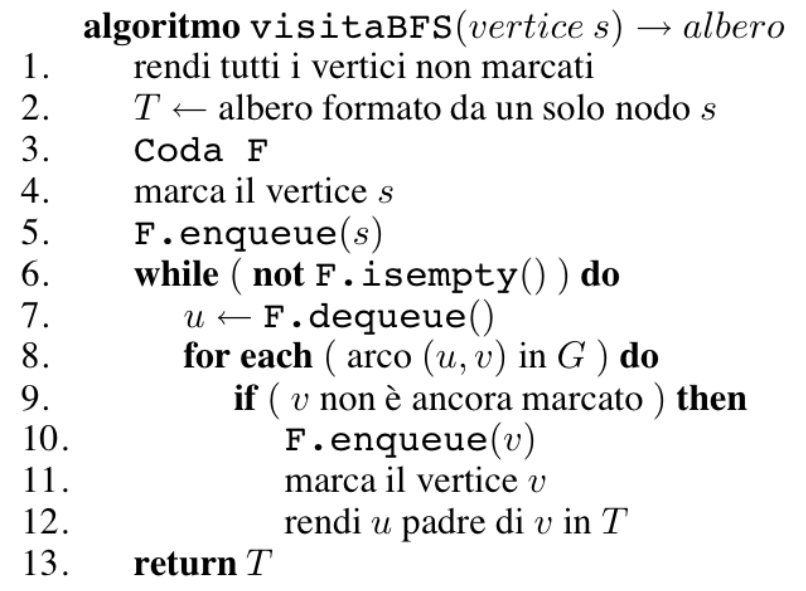 algoritmo visitaBFS(vertice s) → albero
1. rendi tutti i vertici non marcati
2. T ← albero formato da un solo nodo s
3. Coda F
4. marca il vertice s
5. F.enqueue(s)
6. while ( not F.isempty() ) do
7. u ← F.dequeue()
8. for each ( arco (u, v) in G ) do
9. if ( v non è ancora marcato ) then
10. F.enqueue(v)
11. marca il vertice v
12. rendi u padre di v in T
13. return T